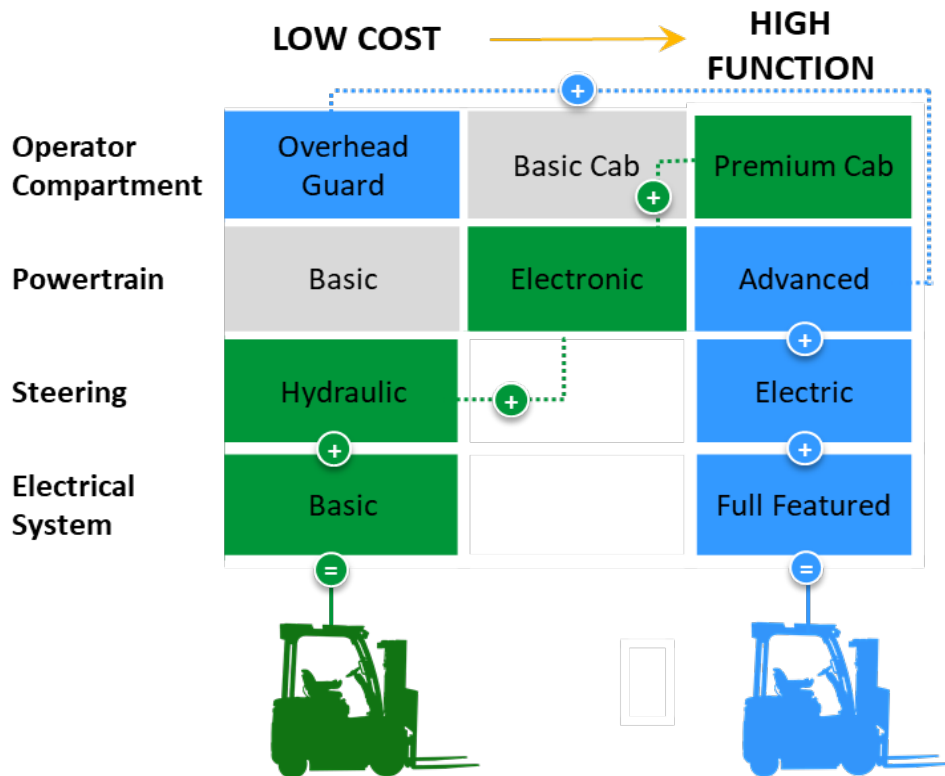 LOW COST
HIGH
FUNCTION
+
Operator
Compartment
Overhead
Guard
Basic Cab
Premium Cab
+
Powertrain
Basic
Electronic
Advanced
+
Steering
Hydraulic
+
Electric
+
+
Electrical
System
Basic
Full Featured
=
=